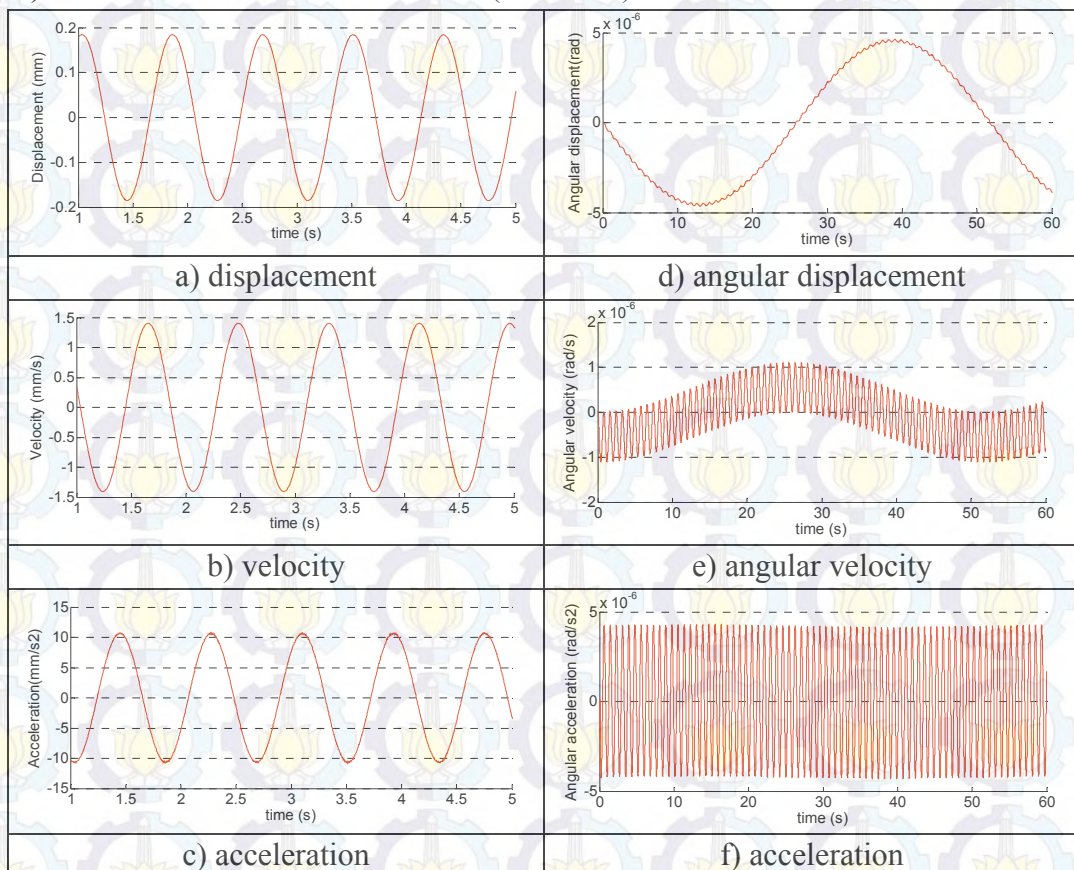 0.2
0.1
0
-0.1
-0.2
1 1.5 2 2.5 3 3.5 4 4.5 5
Displacement (mm)
time (s)
x 10-6
5
0
-5
0 10 20 30 40 50 60
Angular displacement(rad)
time (s)
a) displacement
d) angular displacement
1.5
1
0.5
0
-0.5
-1
-1.5
1 1.5 2 2.5 3 3.5 4 4.5 5
Velocity (mm/s)
time (s)
x 10-6
2
1
0
-1
-2
0 10 20 30 40 50 60
Angular velocity (rad/s)
time (s)
b) velocity
e) angular velocity
15
10
5
0
-5
-10
-15
1 1.5 2 2.5 3 3.5 4 4.5 5
Acceleration(mm/s2)
time (s)
x 10-6
5
0
-5
0 10 20 30 40 50 60
Angular acceleration (rad/s2)
time (s)
c) acceleration
f) acceleration